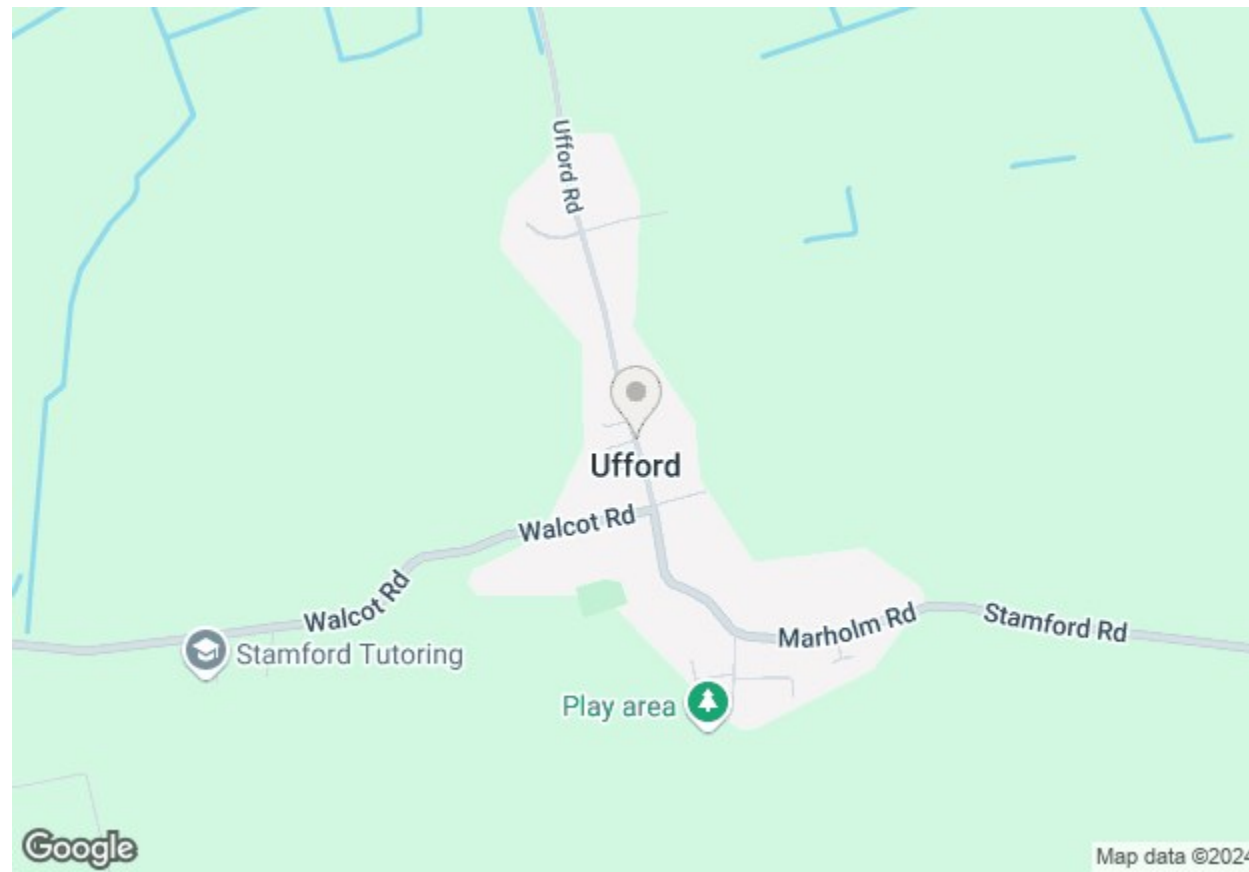 Ufford Rd
Ufford
Walcot Rd
Walcot Rd
Marholm Rd
Stamford Rd
Stamford Tutoring
Play area
Google
Map data ©2024